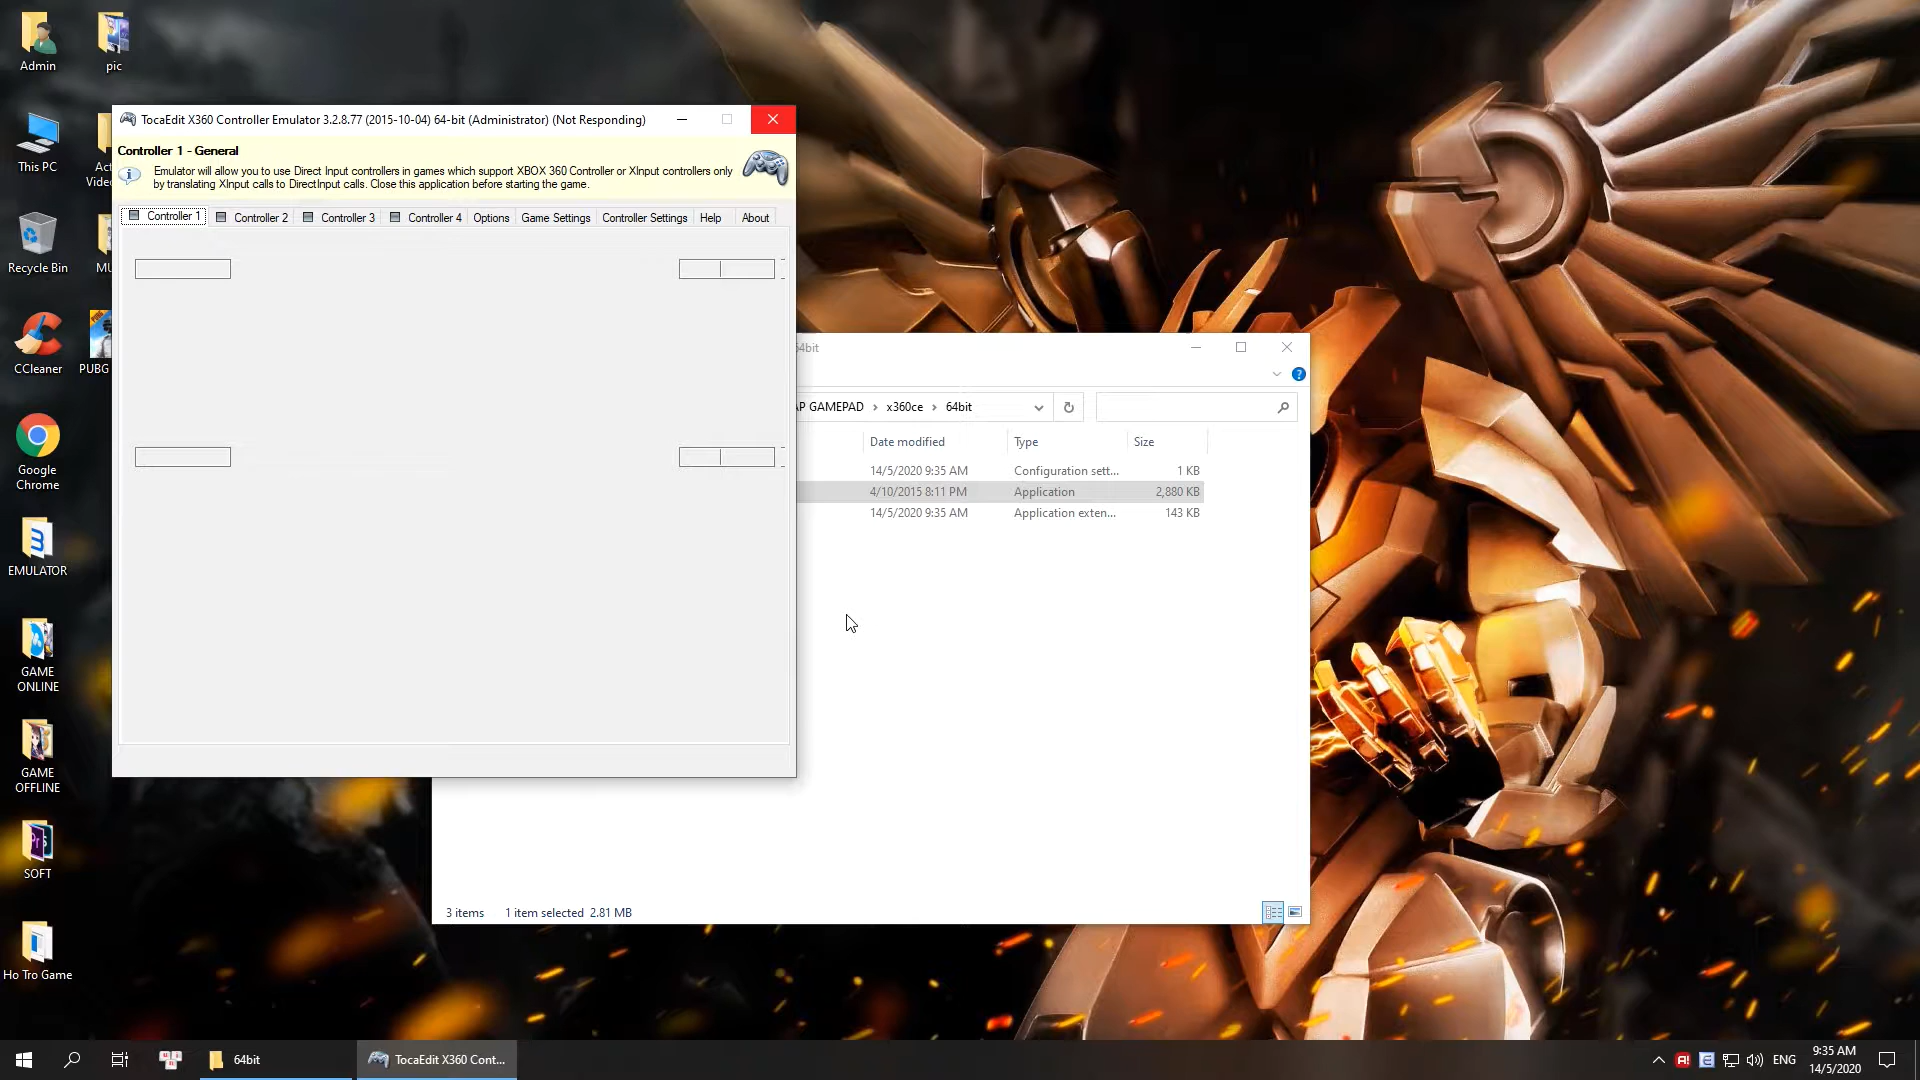 Admin
pic
This PC
Recycle Bin
CCleaner
PUBG
Google
Chrome
EMULATOR
GAME
ONLINE
GAME
OFFLINE
SOFT
Ho Tro Game
TocaEdit X360 Controller Emulator 3.2.8.77 (2015-10-04) 64-bit (Administrator) (Not Responding)
Controller 1 - General
Emulator will allow you to use Direct Input controllers in games which support XBOX 360 Controller or XInput controllers only
by translating XInput calls to DirectInput calls. Close this application before starting the game.
Controller 1
Controller 2
Controller 3
Controller 4
Options
Game Settings
Controller Settings
Help
About
64bit
AP GAMEPAD > x360ce > 64bit
Date modified Type Size
14/5/2020 9:35 AM Configuration sett... 1 KB
4/10/2015 8:11 PM Application 2,880 KB
14/5/2020 9:35 AM Application exten... 143 KB
3 items 1 item selected 2.81 MB
64bit
TocaEdit X360 Cont...
ENG
9:35 AM
14/5/2020